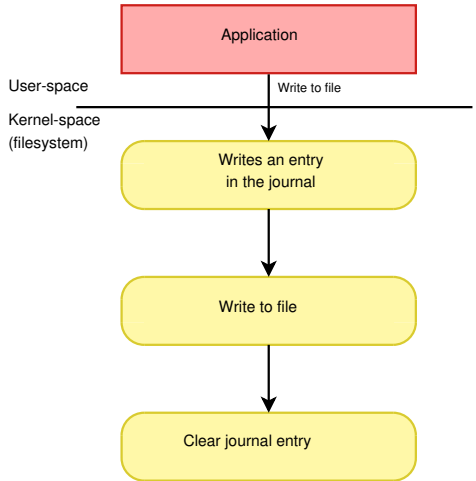 Application
User-space
Write to file
Kernel-space
(filesystem)
Writes an entry
in the journal
Write to file
Clear journal entry